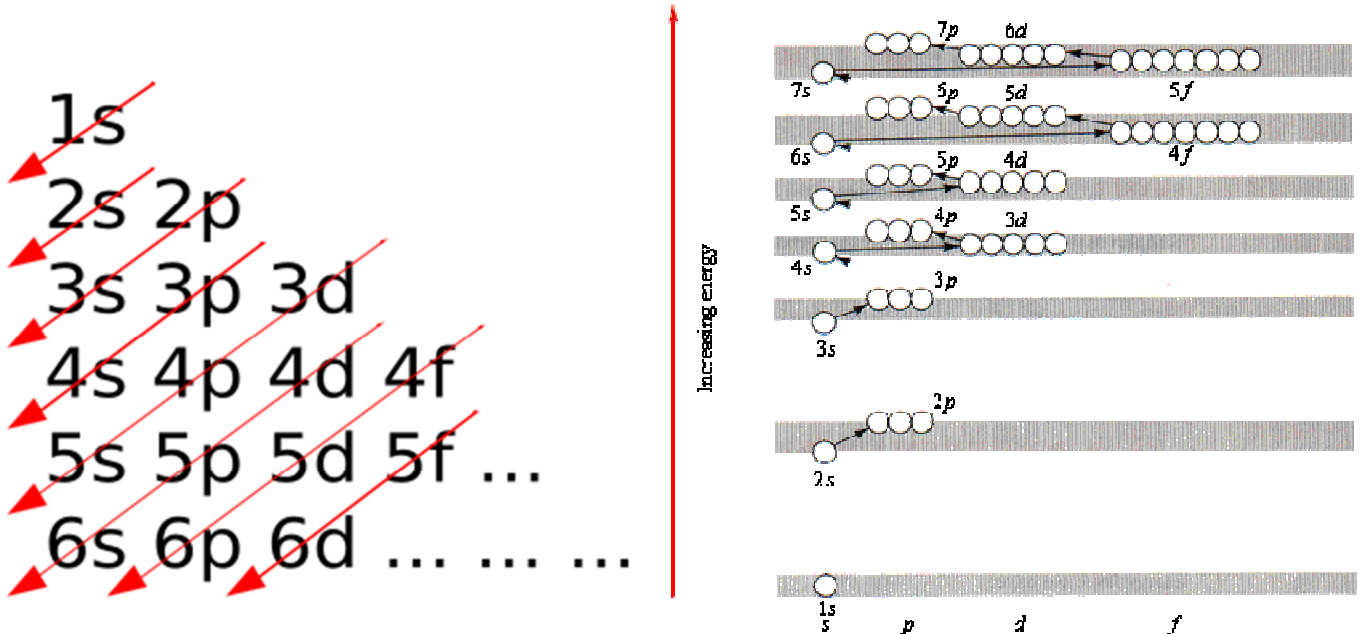 1s
2s 2p
3s 3p 3d
4s 4p 4d 4f
5s 5p 5d 5f ...
6s 6p 6d ... ... ...
Increasing energy
7p 6d
7s 5f
6p 5d
6s 4f
5p 4d
5s
4p 3d
4s
3p
3s
2p
2s
1s
s p d f